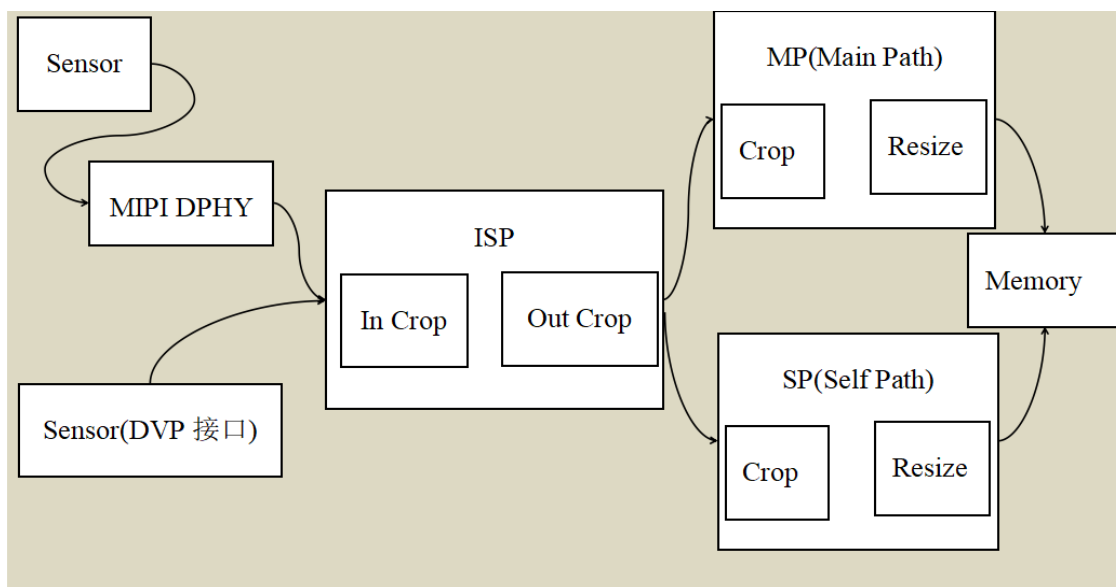 Sensor
MIPI DPHY
Sensor(DVP 接口)
ISP
In Crop
Out Crop
MP(Main Path)
Crop
Resize
Memory
SP(Self Path)
Crop
Resize